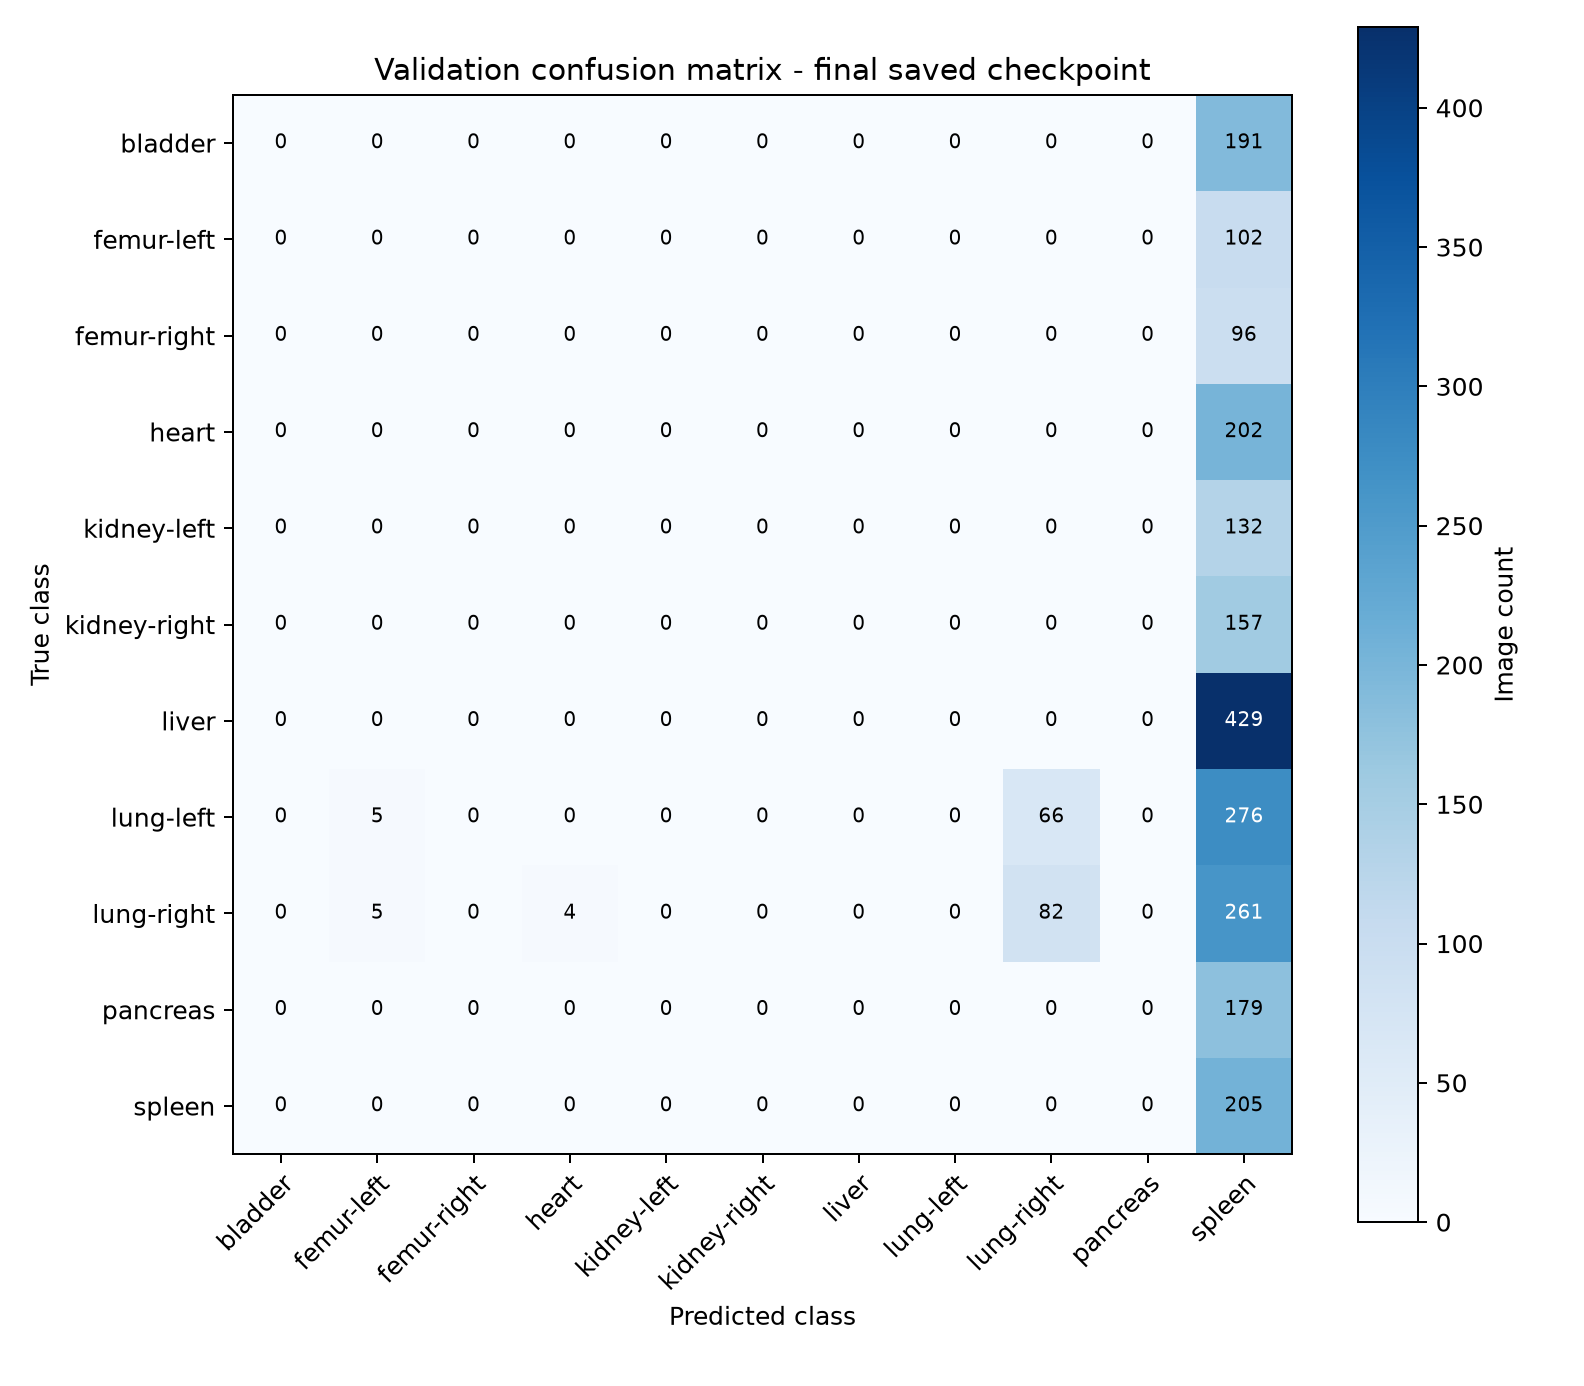 Validation confusion matrix - final saved checkpoint
bladder 0 0 0 0 0 0 0 0 0 0 191
femur-left 0 0 0 0 0 0 0 0 0 0 102
femur-right 0 0 0 0 0 0 0 0 0 0 96
heart 0 0 0 0 0 0 0 0 0 0 202
kidney-left 0 0 0 0 0 0 0 0 0 0 132
kidney-right 0 0 0 0 0 0 0 0 0 0 157
liver 0 0 0 0 0 0 0 0 0 0 429
lung-left 0 5 0 0 0 0 0 0 66 0 276
lung-right 0 5 0 4 0 0 0 0 82 0 261
pancreas 0 0 0 0 0 0 0 0 0 0 179
spleen 0 0 0 0 0 0 0 0 0 0 205
True class
bladder femur-left femur-right heart kidney-left kidney-right liver lung-left lung-right pancreas spleen
Predicted class
400
350
300
250
200
150
100
50
0
Image count